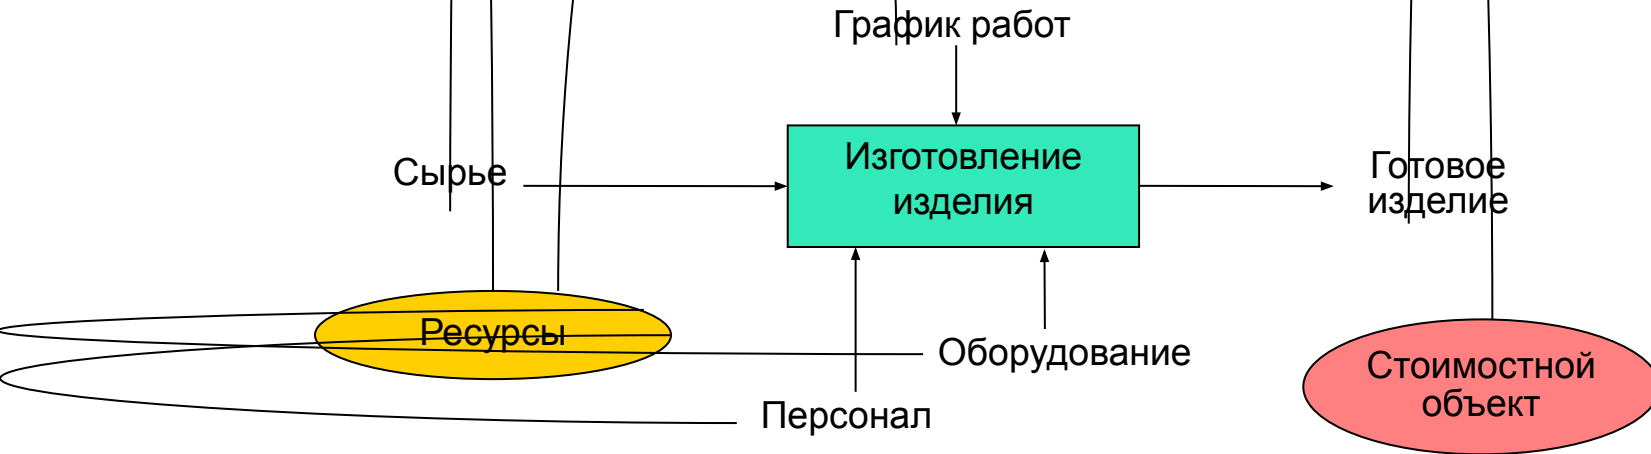 График работ
Изготовление
изделия
Сырье
Готовое
изделие
Ресурсы
Оборудование
Персонал
Стоимостной
объект